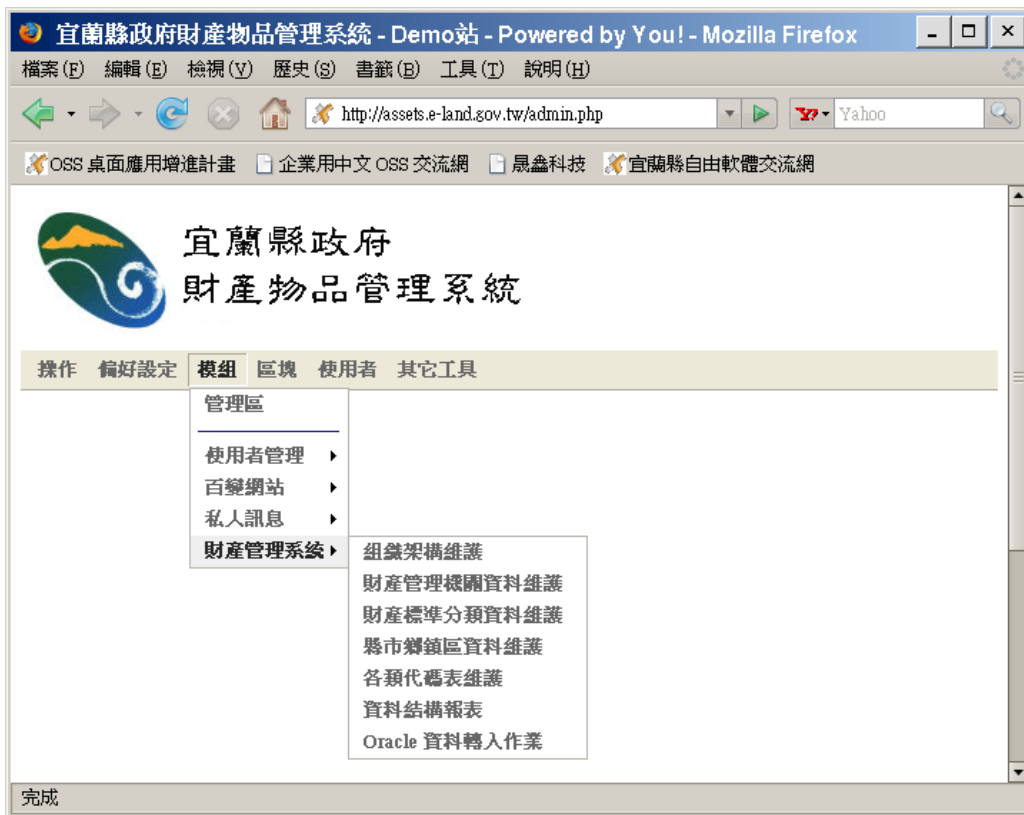 宜蘭縣政府財產物品管理系統 - Demo站 - Powered by You! - Mozilla Firefox
檔案(F) 編輯(E) 檢視(V) 歷史(S) 書籤(B) 工具(T) 說明(H)
http://assets.e-land.gov.tw/admin.php Yahoo
OSS 桌面應用增進計畫 企業用中文 OSS 交流網 晟鑫科技 宜蘭縣自由軟體交流網
宜蘭縣政府
財產物品管理系統
操作 偏好設定 模組 區塊 使用者 其它工具
管理區
使用者管理
百變網站
私人訊息
財產管理系統
組織架構維護
財產管理機關資料維護
財產標準分類資料維護
縣市鄉鎮區資料維護
各類代碼表維護
資料結構報表
Oracle 資料轉入作業
完成